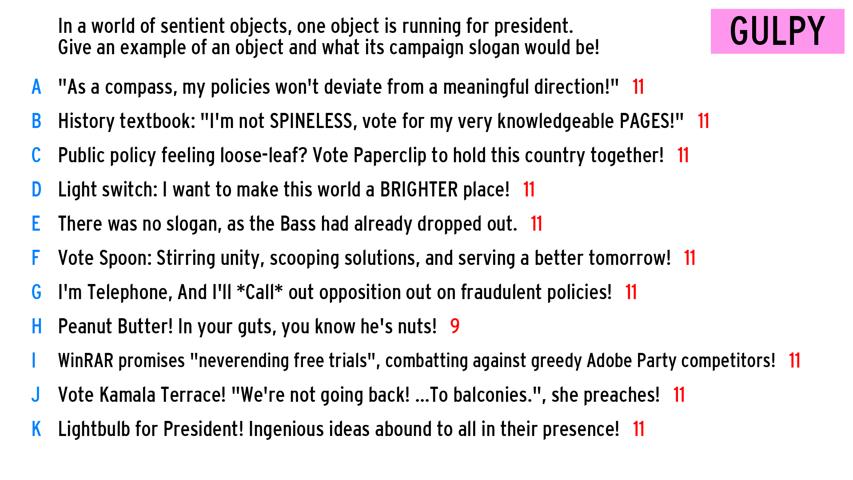 In a world of sentient objects, one object is running for president.
Give an example of an object and what its campaign slogan would be!
GULPY
A "As a compass, my policies won't deviate from a meaningful direction!" 11
B History textbook: "I'm not SPINELESS, vote for my very knowledgeable PAGES!" 11
C Public policy feeling loose-leaf? Vote Paperclip to hold this country together! 11
D Light switch: I want to make this world a BRIGHTER place! 11
E There was no slogan, as the Bass had already dropped out. 11
F Vote Spoon: Stirring unity, scooping solutions, and serving a better tomorrow! 11
G I'm Telephone, And I'll *Call* out opposition out on fraudulent policies! 11
H Peanut Butter! In your guts, you know he's nuts! 9
I WinRAR promises "neverending free trials", combatting against greedy Adobe Party competitors! 11
J Vote Kamala Terrace! "We're not going back! ...To balconies.", she preaches! 11
K Lightbulb for President! Ingenious ideas abound to all in their presence! 11